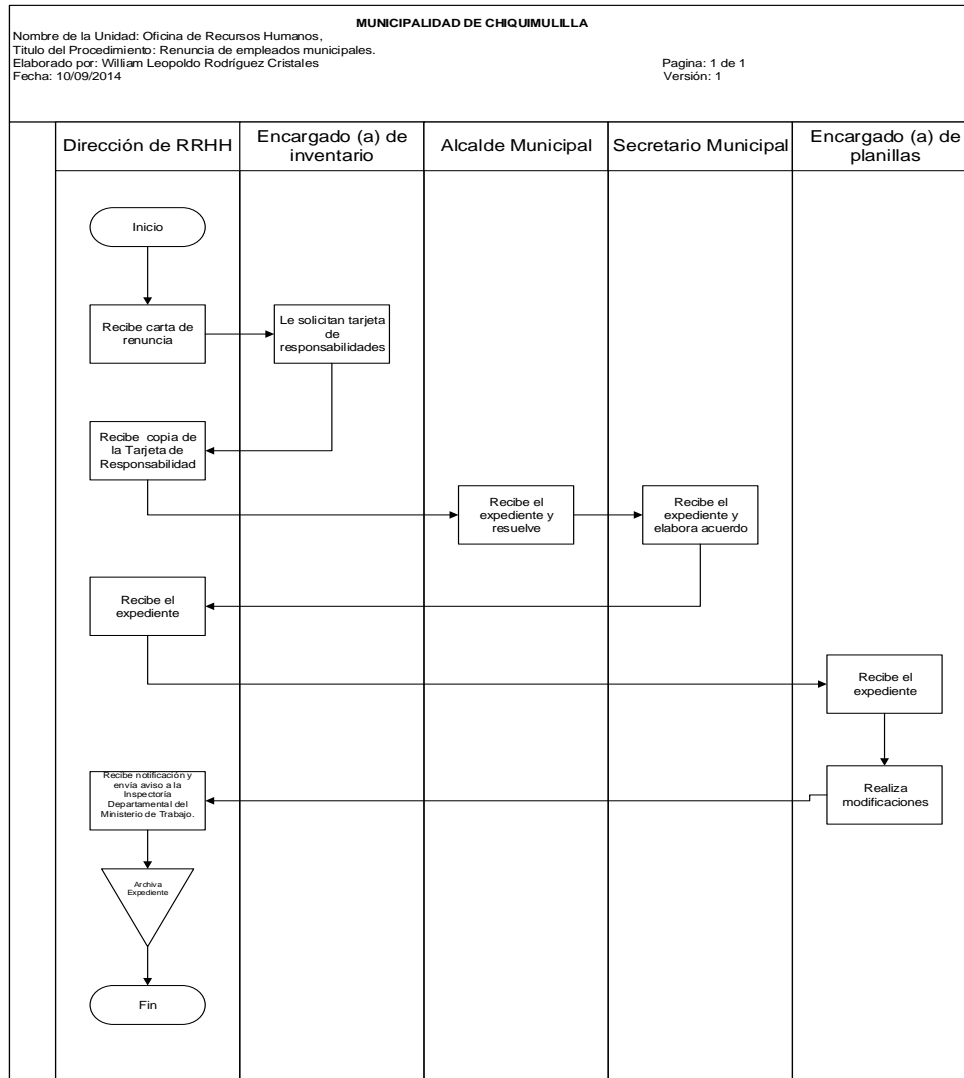 MUNICIPALIDAD DE CHIQUIMULILLA
Nombre de la Unidad: Oficina de Recursos Humanos,
Titulo del Procedimiento: Renuncia de empleados municipales.
Elaborado por: William Leopoldo Rodríguez Cristales
Pagina: 1 de 1
Fecha: 10/09/2014
Versión: 1
Dirección de RRHH
Encargado (a) de
inventario
Alcalde Municipal
Secretario Municipal
Encargado (a) de
planillas
Inicio
Recibe carta de
renuncia
Le solicitan tarjeta
de
responsabilidades
Recibe copia de
la Tarjeta de
Responsabilidad
Recibe el
expediente y
resuelve
Recibe el
expediente y
elabora acuerdo
Recibe el
expediente
Recibe el
expediente
Realiza
modificaciones
Recibe notificación y
envía aviso a la
Inspectoría
Departamental del
Ministerio de Trabajo.
Archiva
Expediente
Fin